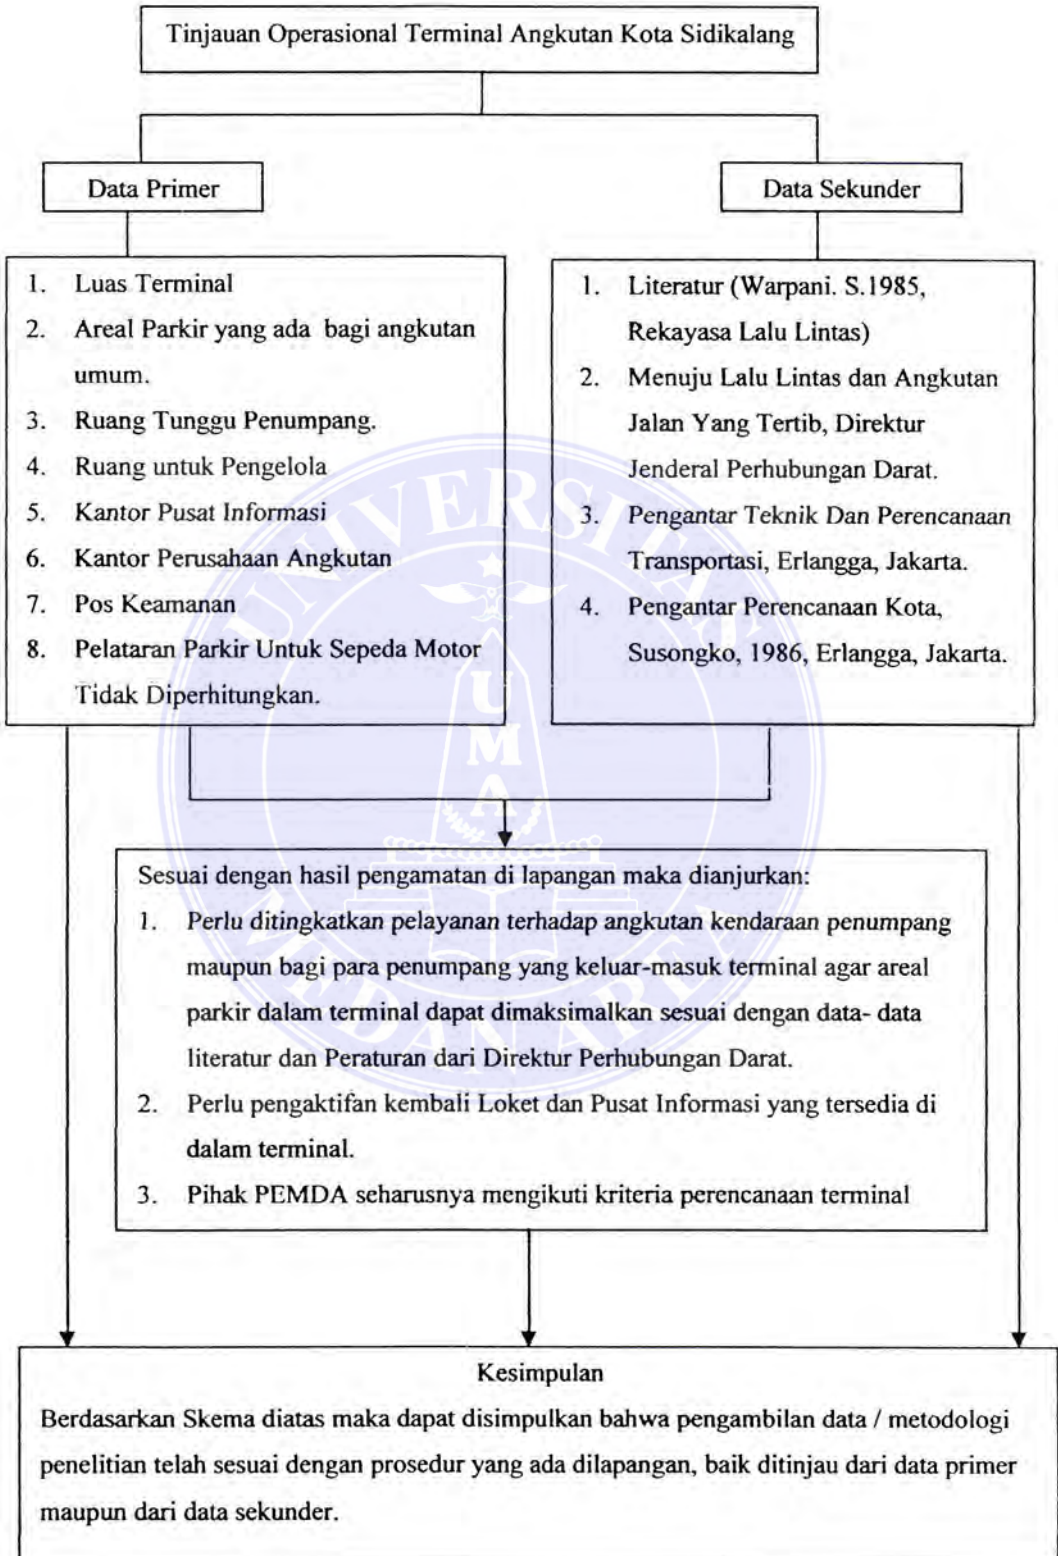 Tinjauan Operasional Terminal Angkutan Kota Sidikalang
Data Primer
Data Sekunder
1. Luas Terminal
2. Areal Parkir yang ada bagi angkutan
umum.
3. Ruang Tunggu Penumpang.
4. Ruang untuk Pengelola
5. Kantor Pusat Informasi
6. Kantor Perusahaan Angkutan
7. Pos Keamanan
8. Pelataran Parkir Untuk Sepeda Motor
Tidak Diperhitungkan.
1. Literatur (Warpani. S.1985,
Rekayasa Lalu Lintas)
2. Menuju Lalu Lintas dan Angkutan
Jalan Yang Tertib, Direktur
Jenderal Perhubungan Darat.
3. Pengantar Teknik Dan Perencanaan
Transportasi, Erlangga, Jakarta.
4. Pengantar Perencanaan Kota,
Susongko, 1986, Erlangga, Jakarta.
UNIVERSITAS
MEDAN AREA
UMA
Sesuai dengan hasil pengamatan di lapangan maka dianjurkan:
1. Perlu ditingkatkan pelayanan terhadap angkutan kendaraan penumpang
maupun bagi para penumpang yang keluar-masuk terminal agar areal
parkir dalam terminal dapat dimaksimalkan sesuai dengan data- data
literatur dan Peraturan dari Direktur Perhubungan Darat.
2. Perlu pengaktifan kembali Loket dan Pusat Informasi yang tersedia di
dalam terminal.
3. Pihak PEMDA seharusnya mengikuti kriteria perencanaan terminal
Kesimpulan
Berdasarkan Skema diatas maka dapat disimpulkan bahwa pengambilan data / metodologi
penelitian telah sesuai dengan prosedur yang ada dilapangan, baik ditinjau dari data primer
maupun dari data sekunder.